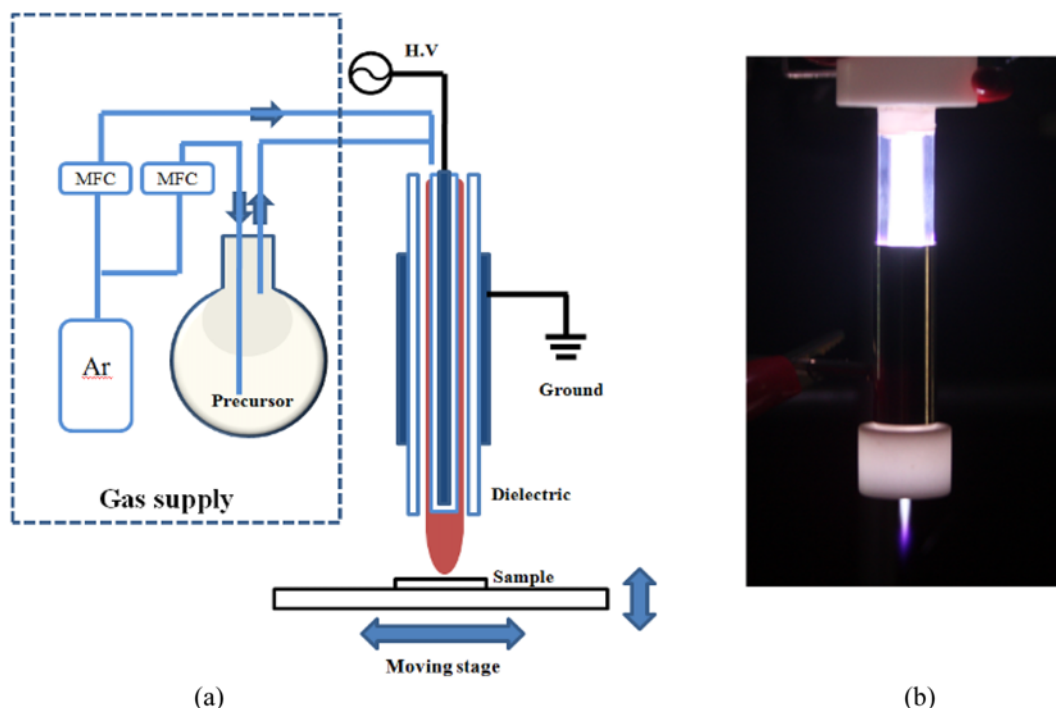 H.V
MFC
MFC
Ar
Precursor
Ground
Gas supply
Dielectric
Sample
Moving stage
(a)
(b)